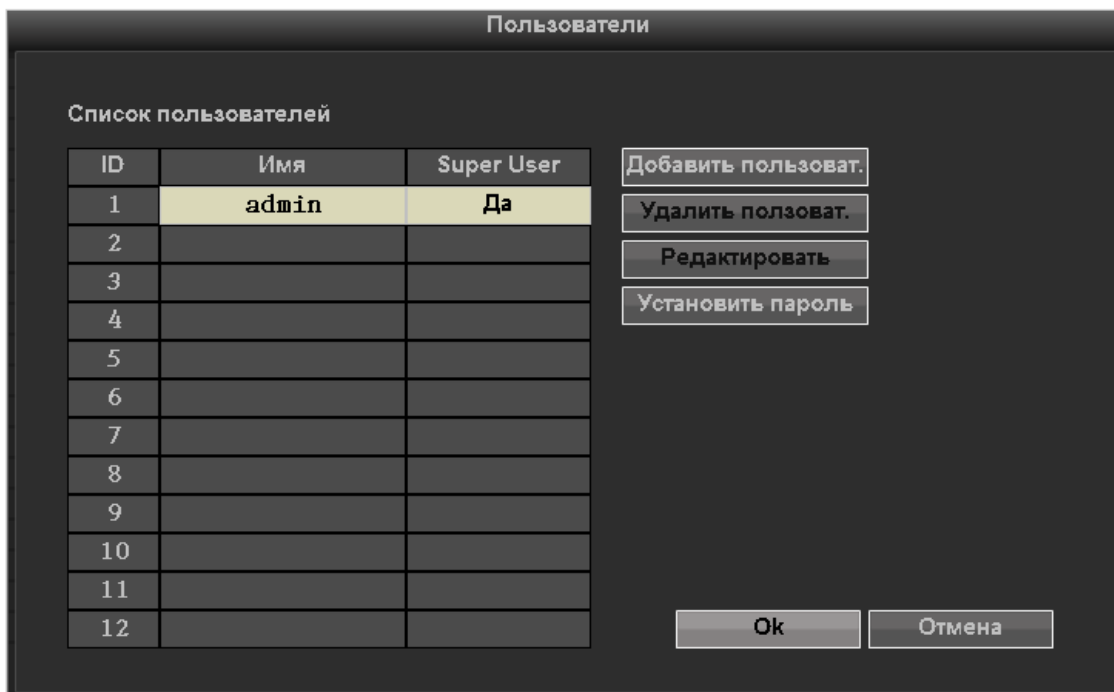 Пользователи
Список пользователей
ID Имя Super User
1 admin Да
2
3
4
5
6
7
8
9
10
11
12
Добавить пользоват.
Удалить ползоват.
Редактировать
Установить пароль
Ok Отмена